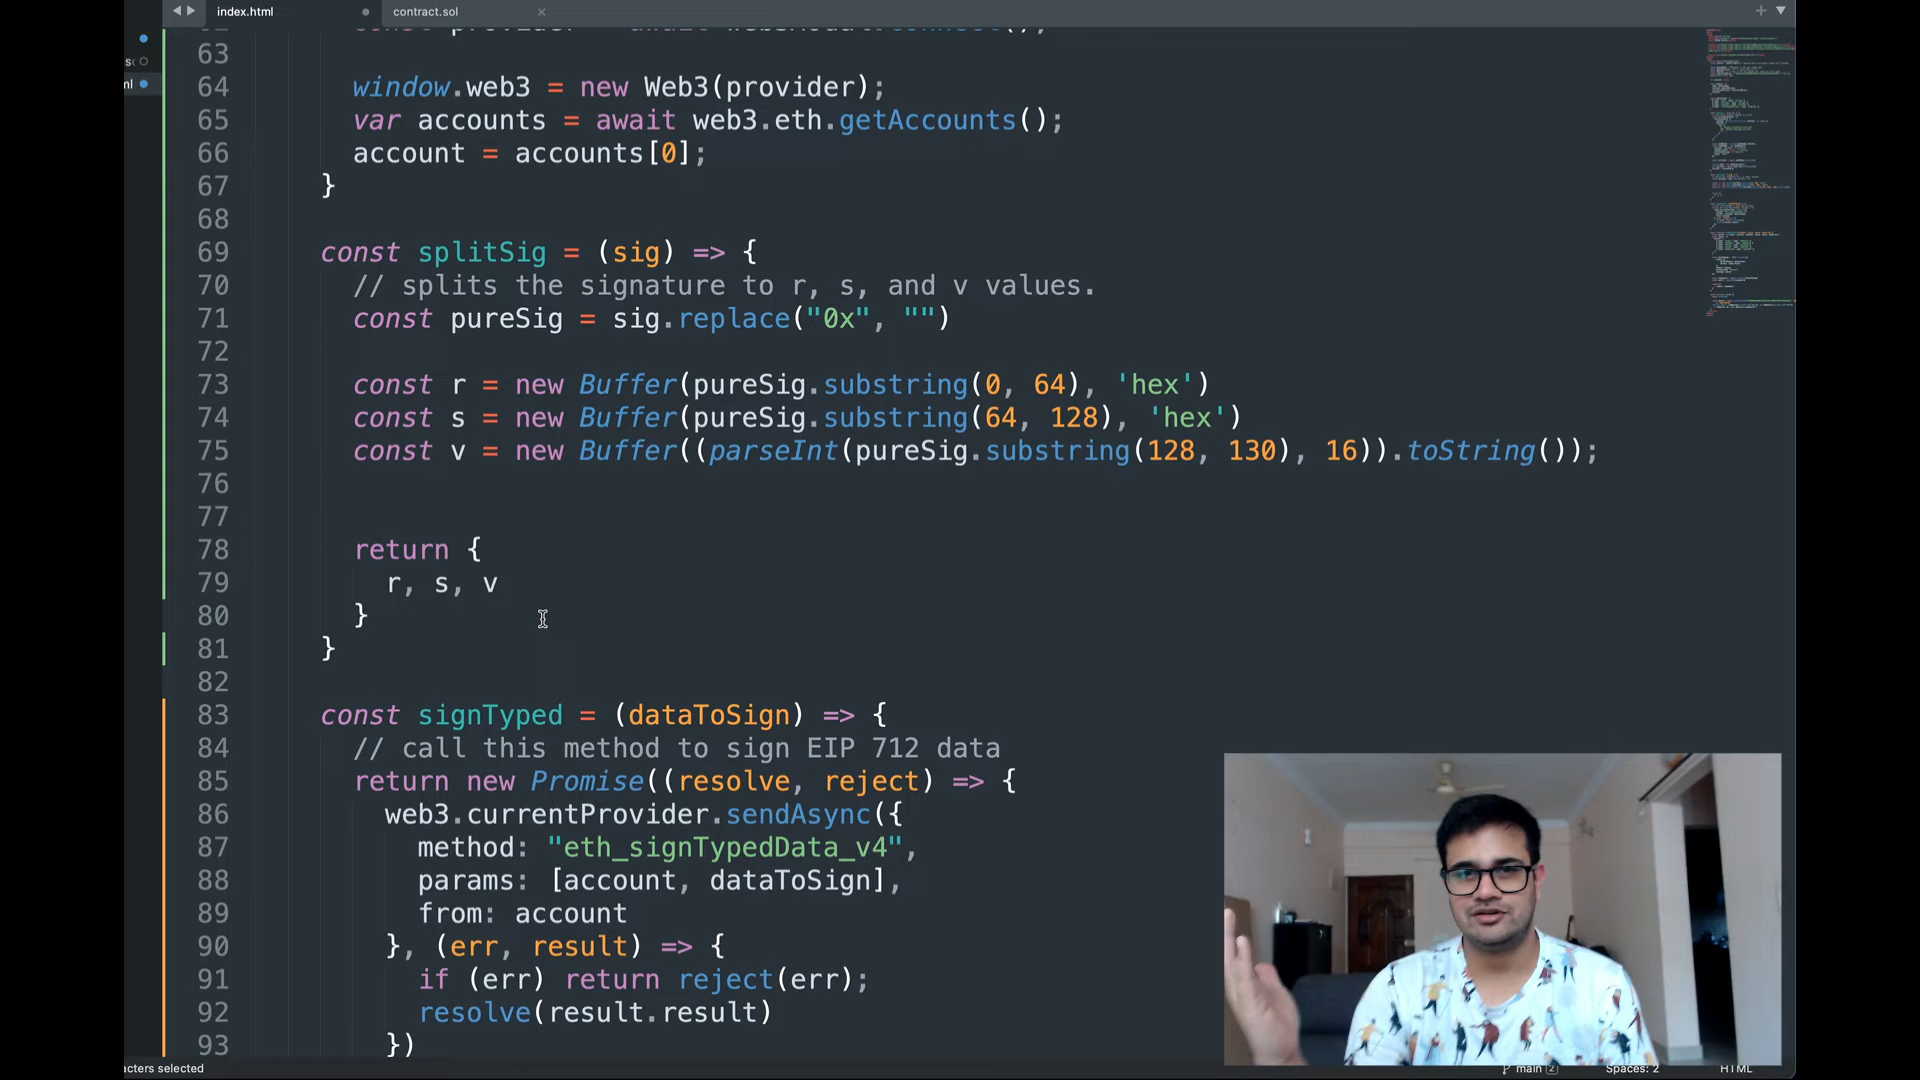 index.html
contract.sol
63
64 window.web3 = new Web3(provider);
65 var accounts = await web3.eth.getAccounts();
66 account = accounts[0];
67 }
68
69 const splitSig = (sig) => {
70 // splits the signature to r, s, and v values.
71 const pureSig = sig.replace("0x", "")
72
73 const r = new Buffer(pureSig.substring(0, 64), 'hex')
74 const s = new Buffer(pureSig.substring(64, 128), 'hex')
75 const v = new Buffer((parseInt(pureSig.substring(128, 130), 16)).toString());
76
77
78 return {
79 r, s, v
80 }
81 }
82
83 const signTyped = (dataToSign) => {
84 // call this method to sign EIP 712 data
85 return new Promise((resolve, reject) => {
86 web3.currentProvider.sendAsync({
87 method: "eth_signTypedData_v4",
88 params: [account, dataToSign],
89 from: account
90 }, (err, result) => {
91 if (err) return reject(err);
92 resolve(result.result)
93 })
acters selected
main 2
Spaces: 2
HTML